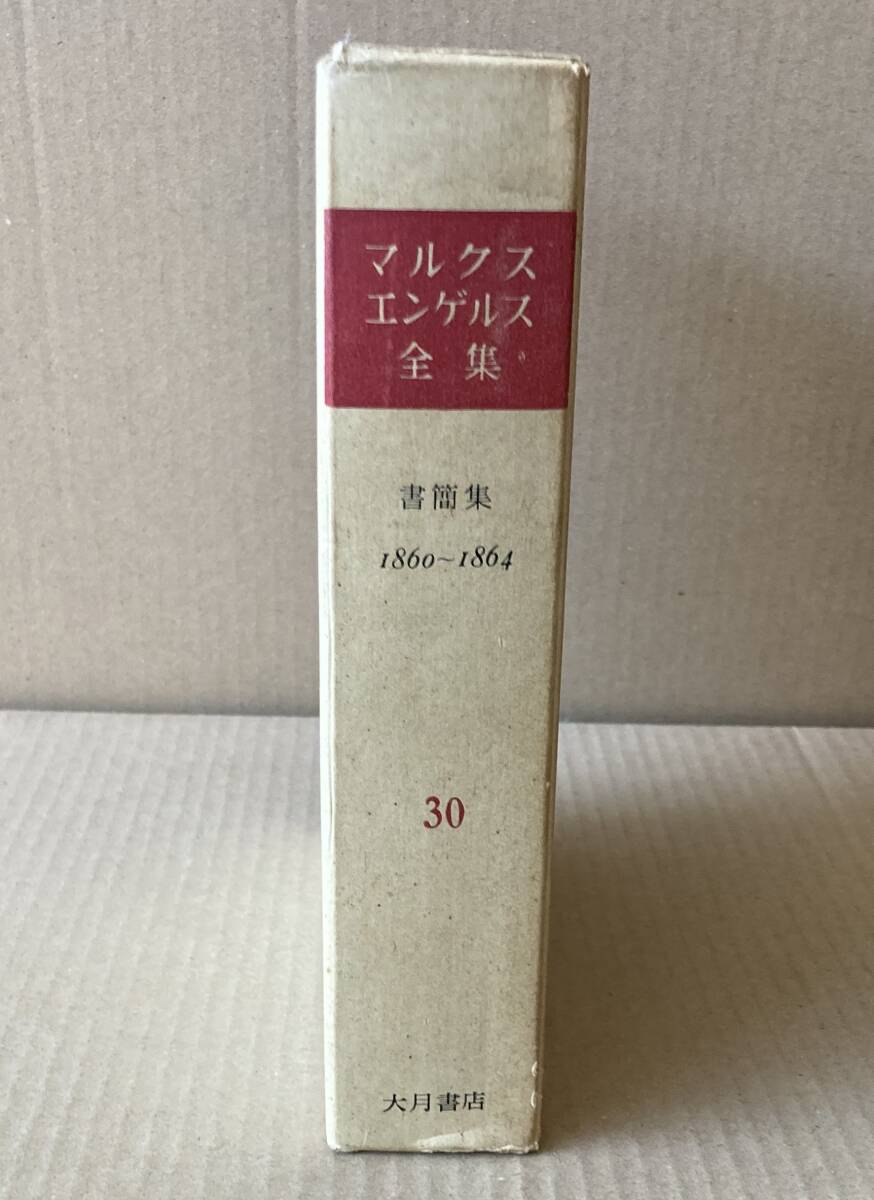 マルクス
エンゲルス
全集
書簡集
1860~1864
30
大月書店